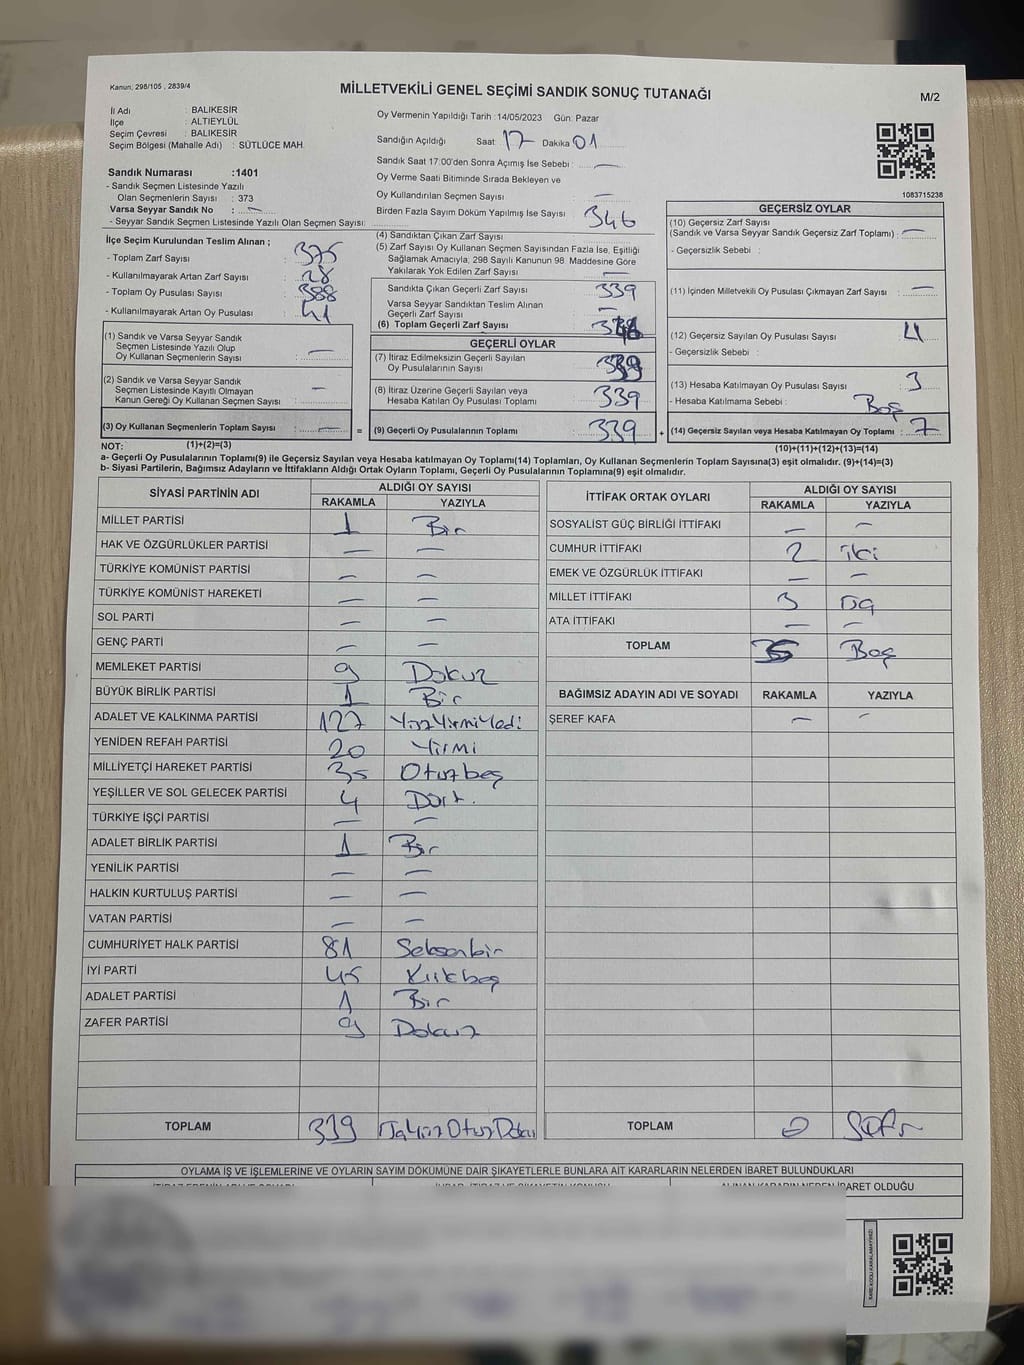 Kanun; 298/105 , 2839/4
MİLLETVEKİLİ GENEL SEÇİMİ SANDIK SONUÇ TUTANAĞI
M/2
İl Adı : BALIKESİR
İlçe : ALTIEYLÜL
Seçim Çevresi : BALIKESİR
Seçim Bölgesi (Mahalle Adı) : SÜTLÜCE MAH.
Oy Vermenin Yapıldığı Tarih :14/05/2023 Gün: Pazar
Sandığın Açıldığı Saat: 17 Dakika 01
Sandık Saat 17:00'den Sonra Açımış İse Sebebi : —
Oy Verme Saati Bitiminde Sırada Bekleyen ve
Oy Kullandırılan Seçmen Sayısı : —
Birden Fazla Sayım Döküm Yapılmış İse Sayısı :
346
(4) Sandıktan Çıkan Zarf Sayısı
(5) Zarf Sayısı Oy Kullanan Seçmen Sayısından Fazla İse, Eşitliği
Sağlamak Amacıyla; 298 Sayılı Kanunun 98. Maddesine Göre
Yakılarak Yok Edilen Zarf Sayısı : —
Sandık Numarası :1401
- Sandık Seçmen Listesinde Yazılı
Olan Seçmenlerin Sayısı : 373
Varsa Seyyar Sandık No : —
- Seyyar Sandık Seçmen Listesinde Yazılı Olan Seçmen Sayısı:
İlçe Seçim Kurulundan Teslim Alınan ;
- Toplam Zarf Sayısı : 375
- Kullanılmayarak Artan Zarf Sayısı : 28
- Toplam Oy Pusulası Sayısı : 388
- Kullanılmayarak Artan Oy Pusulası : 41
(1) Sandık ve Varsa Seyyar Sandık
Seçmen Listesinde Yazılı Olup
Oy Kullanan Seçmenlerin Sayısı : —
(2) Sandık ve Varsa Seyyar Sandık
Seçmen Listesinde Kayıtlı Olmayan
Kanun Gereği Oy Kullanan Seçmen Sayısı : —
(3) Oy Kullanan Seçmenlerin Toplam Sayısı : —
(1)+(2)=(3)
Sandıkta Çıkan Geçerli Zarf Sayısı : 339
Varsa Seyyar Sandıktan Teslim Alınan
Geçerli Zarf Sayısı : —
(6) Toplam Geçerli Zarf Sayısı :
GEÇERLİ OYLAR
(7) İtiraz Edilmeksizin Geçerli Sayılan
Oy Pusulalarının Sayısı : 339
(8) İtiraz Üzerine Geçerli Sayılan veya
Hesaba Katılan Oy Pusulası Toplamı : 339
= (9) Geçerli Oy Pusulalarının Toplamı : 339 +
1083715238
GEÇERSİZ OYLAR
(10) Geçersiz Zarf Sayısı
(Sandık ve Varsa Seyyar Sandık Geçersiz Zarf Toplamı) : —
- Geçersizlik Sebebi :
(11) İçinden Milletvekili Oy Pusulası Çıkmayan Zarf Sayısı : —
(12) Geçersiz Sayılan Oy Pusulası Sayısı : 4
- Geçersizlik Sebebi :
(13) Hesaba Katılmayan Oy Pusulası Sayısı : 3
- Hesaba Katılmama Sebebi : Boş
(14) Geçersiz Sayılan veya Hesaba Katılmayan Oy Toplamı : 7
(10)+(11)+(12)+(13)=(14)
NOT:
a- Geçerli Oy Pusulalarının Toplamı(9) ile Geçersiz Sayılan veya Hesaba katılmayan Oy Toplamı(14) Toplamları, Oy Kullanan Seçmenlerin Toplam Sayısına(3) eşit olmalıdır. (9)+(14)=(3)
b- Siyasi Partilerin, Bağımsız Adayların ve İttifakların Aldığı Ortak Oyların Toplamı, Geçerli Oy Pusulalarının Toplamına(9) eşit olmalıdır.
SİYASİ PARTİNİN ADI
ALDIĞI OY SAYISI
RAKAMLA YAZIYLA
MİLLET PARTİSİ 1 Bir
HAK VE ÖZGÜRLÜKLER PARTİSİ — —
TÜRKİYE KOMÜNİST PARTİSİ — —
TÜRKİYE KOMÜNİST HAREKETİ — —
SOL PARTİ — —
GENÇ PARTİ — —
MEMLEKET PARTİSİ 9 Dokuz
BÜYÜK BİRLİK PARTİSİ 1 Bir
ADALET VE KALKINMA PARTİSİ 127 YüzYirmiYedi
YENİDEN REFAH PARTİSİ 20 Yirmi
MİLLİYETÇİ HAREKET PARTİSİ 35 Otuzbeş
YEŞİLLER VE SOL GELECEK PARTİSİ 4 Dört.
TÜRKİYE İŞÇİ PARTİSİ — —
ADALET BİRLİK PARTİSİ 1 Bir
YENİLİK PARTİSİ — —
HALKIN KURTULUŞ PARTİSİ — —
VATAN PARTİSİ — —
CUMHURİYET HALK PARTİSİ 81 Seksenbir
İYİ PARTİ 45 Kırkbeş
ADALET PARTİSİ 1 Bir
ZAFER PARTİSİ 9 Dokuz
TOPLAM 339 ÜçYüzOtuzDokuz
İTTİFAK ORTAK OYLARI
ALDIĞI OY SAYISI
RAKAMLA YAZIYLA
SOSYALİST GÜÇ BİRLİĞİ İTTİFAKI — —
CUMHUR İTTİFAKI 2 iki
EMEK VE ÖZGÜRLÜK İTTİFAKI — —
MİLLET İTTİFAKI 3 Üç
ATA İTTİFAKI — —
TOPLAM 5 Beş
BAĞIMSIZ ADAYIN ADI VE SOYADI RAKAMLA YAZIYLA
ŞEREF KAFA — —
TOPLAM 0 Sıfır
OYLAMA İŞ VE İŞLEMLERİNE VE OYLARIN SAYIM DÖKÜMÜNE DAİR ŞİKAYETLERLE BUNLARA AİT KARARLARIN NELERDEN İBARET BULUNDUKLARI